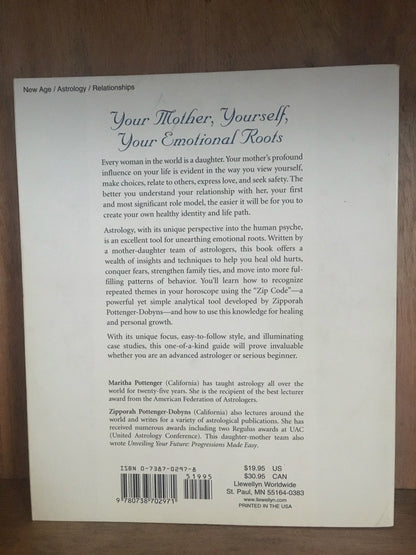 New Age / Astrology / Relationships
Your Mother, Yourself,
Your Emotional Roots
Every woman in the world is a daughter. Your mother's profound
influence on your life is evident in the way you view yourself,
make choices, relate to others, express love, and seek safety. The
better you understand your relationship with her, your first
and most significant role model, the easier it will be for you to
create your own healthy identity and life path.
Astrology, with its unique perspective into the human psyche,
is an excellent tool for unearthing emotional roots. Written by
a mother-daughter team of astrologers, this book offers a
wealth of insights and techniques to help you heal old hurts,
conquer fears, strengthen family ties, and move into more ful-
filling patterns of behavior. You'll learn how to recognize
repeated themes in your horoscope using the "Zip Code"—a
powerful yet simple analytical tool developed by Zipporah
Pottenger-Dobyns—and how to use this knowledge for healing
and personal growth.
With its unique focus, easy-to-follow style, and illuminating
case studies, this one-of-a-kind guide will prove invaluable
whether you are an advanced astrologer or serious beginner.
Maritha Pottenger (California) has taught astrology all over the
world for twenty-five years. She is the recipient of the best lecturer
award from the American Federation of Astrologers.
Zipporah Pottenger-Dobyns (California) also lectures around the
world and writes for a variety of astrological publications. She has
received numerous awards including two Regulus awards at UAC
(United Astrology Conference). This daughter-mother team also
wrote Unveiling Your Future: Progressions Made Easy.
ISBN 0-7387-0297-8
51995
9 780738 702971
$19.95 US
$30.95 CAN
Llewellyn Worldwide
St. Paul, MN 55164-0383
www.llewellyn.com
PRINTED IN THE USA